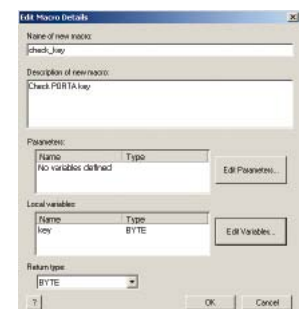 Edit Macro Details
Name of new macro:
check_key
Description of new macro:
Check PORTA key
Parameters:
Name Type
No variables defined
Edit Parameters...
Local variables:
Name Type
key BYTE
Edit Variables...
Return type:
BYTE
? OK Cancel